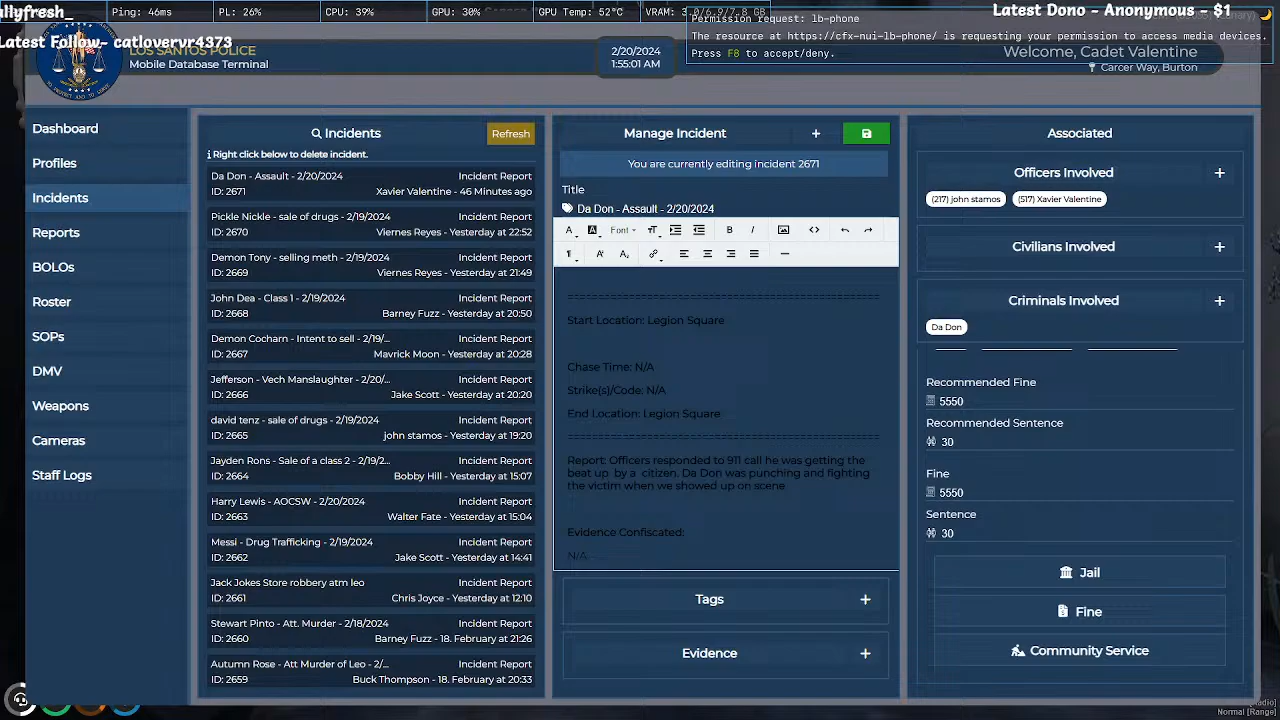 llyfresh_
Ping: 46ms
PL: 26%
CPU: 39%
GPU: 30%
GPU Temp: 52°C
Latest Dono - Anonymous - $1
Permission request: lb-phone
The resource at https://cfx-nui-lb-phone/ is requesting your permission to access media devices.
Press F8 to accept/deny.
Latest Follow- catlovervr4373
LOS SANTOS POLICE
Mobile Database Terminal
2/20/2024
1:55:01 AM
Welcome, Cadet Valentine
Carcer Way, Burton
Dashboard
Profiles
Incidents
Reports
BOLOs
Roster
SOPs
DMV
Weapons
Cameras
Staff Logs
Incidents
Refresh
Right click below to delete incident.
Da Don - Assault - 2/20/2024 Incident Report
ID: 2671 Xavier Valentine - 46 Minutes ago
Pickle Nickle - sale of drugs - 2/19/2024 Incident Report
ID: 2670 Viernes Reyes - Yesterday at 22:52
Demon Tony - selling meth - 2/19/2024 Incident Report
ID: 2669 Viernes Reyes - Yesterday at 21:49
John Dea - Class 1 - 2/19/2024 Incident Report
ID: 2668 Barney Fuzz - Yesterday at 20:50
Demon Cocharn - Intent to sell - 2/19/... Incident Report
ID: 2667 Mavrick Moon - Yesterday at 20:28
Jefferson - Vech Manslaughter - 2/20/... Incident Report
ID: 2666 Jake Scott - Yesterday at 20:20
david tenz - sale of drugs - 2/19/2024 Incident Report
ID: 2665 john stamos - Yesterday at 19:20
Jayden Rons - Sale of a class 2 - 2/19/2... Incident Report
ID: 2664 Bobby Hill - Yesterday at 15:07
Harry Lewis - AOCSW - 2/20/2024 Incident Report
ID: 2663 Walter Fate - Yesterday at 15:04
Messi - Drug Trafficking - 2/19/2024 Incident Report
ID: 2662 Jake Scott - Yesterday at 14:41
Jack Jokes Store robbery atm leo Incident Report
ID: 2661 Chris Joyce - Yesterday at 12:10
Stewart Pinto - Att. Murder - 2/18/2024 Incident Report
ID: 2660 Barney Fuzz - 18. February at 21:26
Autumn Rose - Att Murder of Leo - 2/... Incident Report
ID: 2659 Buck Thompson - 18. February at 20:33
Manage Incident
You are currently editing incident 2671
Title
Da Don - Assault - 2/20/2024
Font
Start Location: Legion Square
Chase Time: N/A
Strike(s)/Code: N/A
End Location: Legion Square
Report: Officers responded to 911 call he was getting the
beat up by a citizen. Da Don was punching and fighting
the victim when we showed up on scene
Evidence Confiscated:
N/A
Tags
Evidence
Associated
Officers Involved
(217) john stamos (517) Xavier Valentine
Civilians Involved
Criminals Involved
Da Don
Recommended Fine
5550
Recommended Sentence
30
Fine
5550
Sentence
30
Jail
Fine
Community Service
[Radio]
Normal [Range]